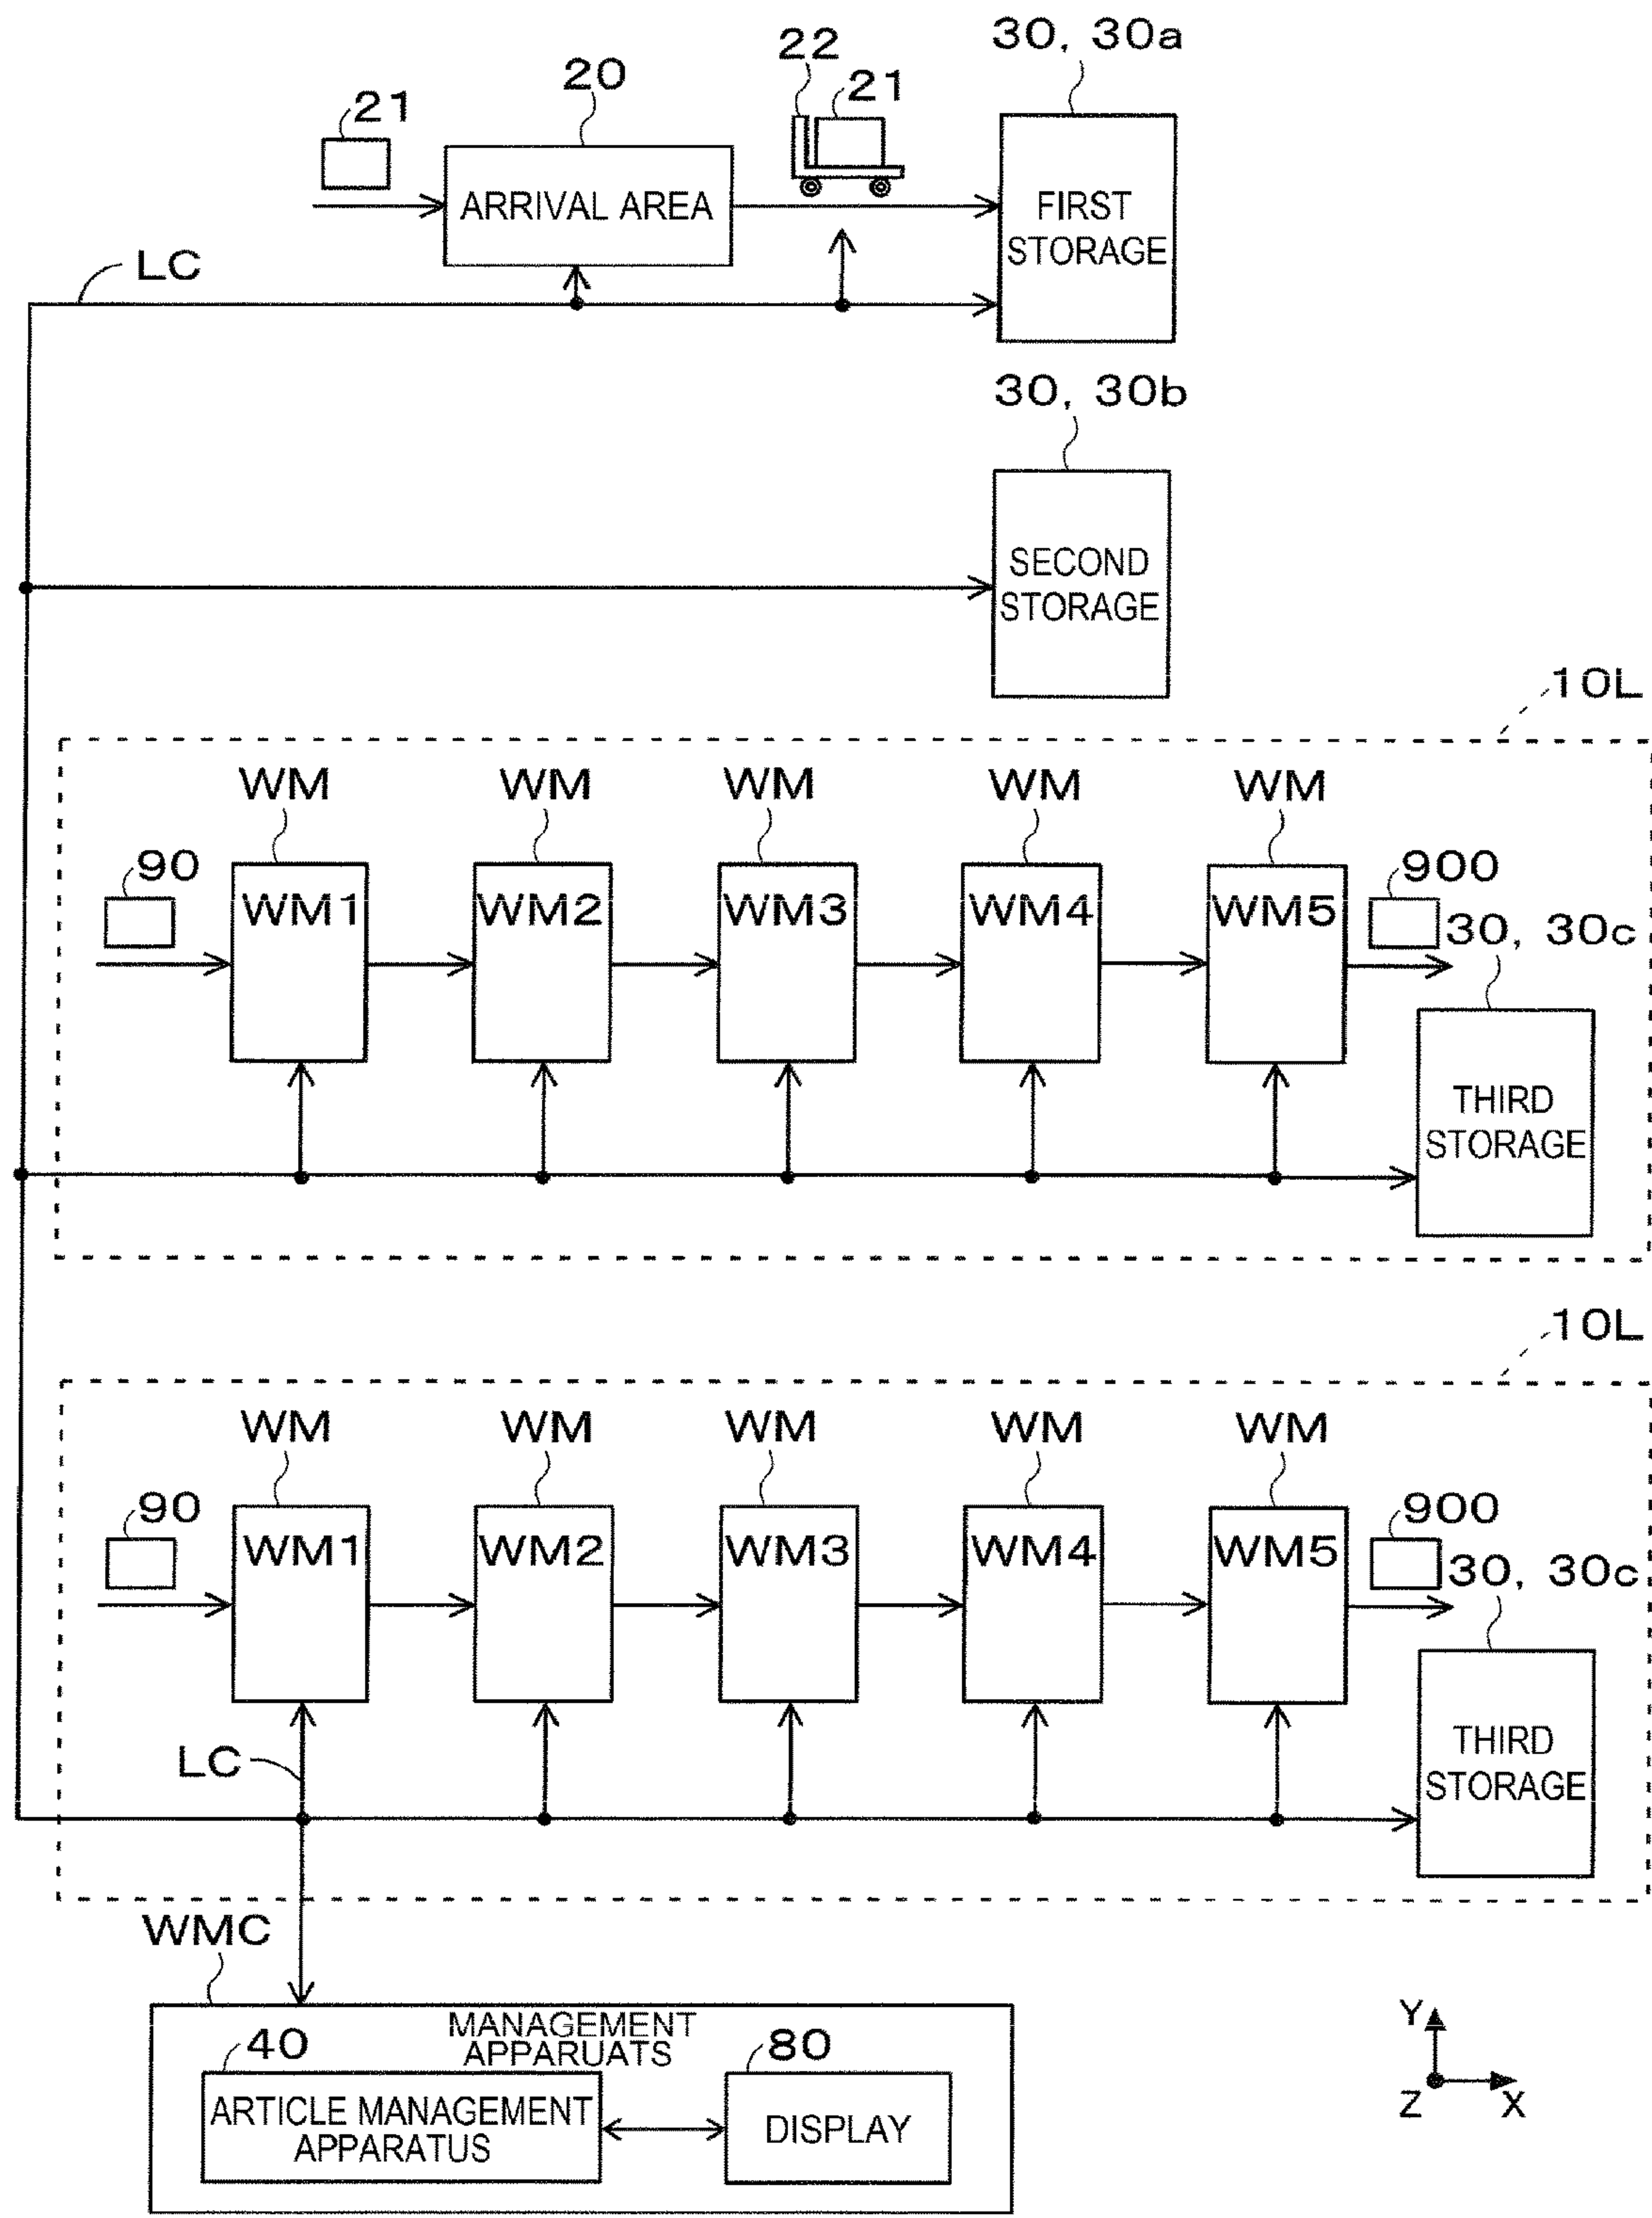 30, 30a
22
20
21
21
ARRIVAL AREA
FIRST
STORAGE
LC
30, 30b
SECOND
STORAGE
10L
WM WM WM WM WM
90
900
WM1 WM2 WM3 WM4 WM5
30, 30c
THIRD
STORAGE
10L
WM WM WM WM WM
90
900
WM1 WM2 WM3 WM4 WM5
30, 30c
LC
THIRD
STORAGE
WMC
MANAGEMENT
APPARUATS
40
80
ARTICLE MANAGEMENT
APPARATUS
DISPLAY
Y
Z X